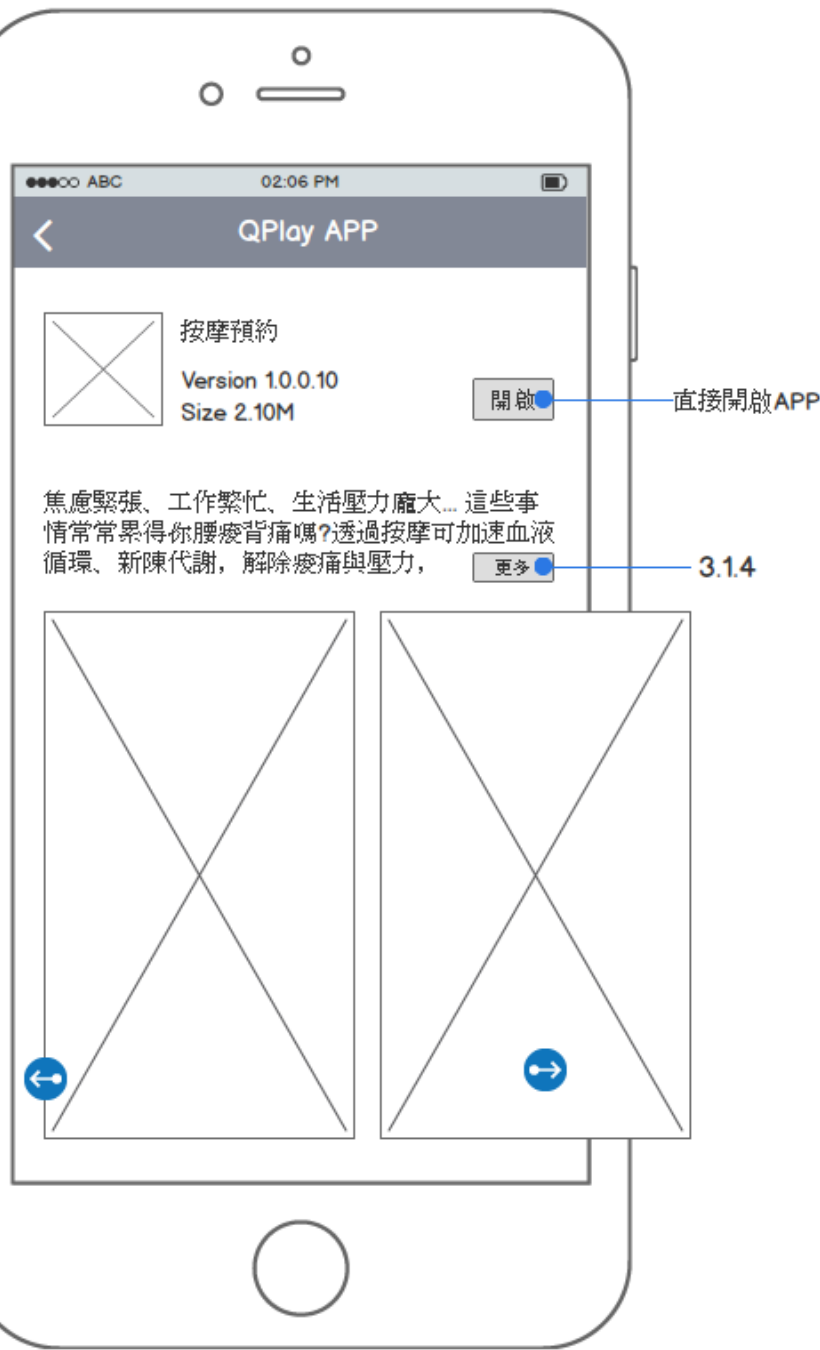 ABC 02:06 PM
QPlay APP
按摩預約
Version 1.0.0.10
Size 2.10M
開啟
直接開啟APP
焦慮緊張、工作繁忙、生活壓力龐大... 這些事
情常常累得你腰痠背痛嗎?透過按摩可加速血液
循環、新陳代謝，解除痠痛與壓力，
更多
3.1.4